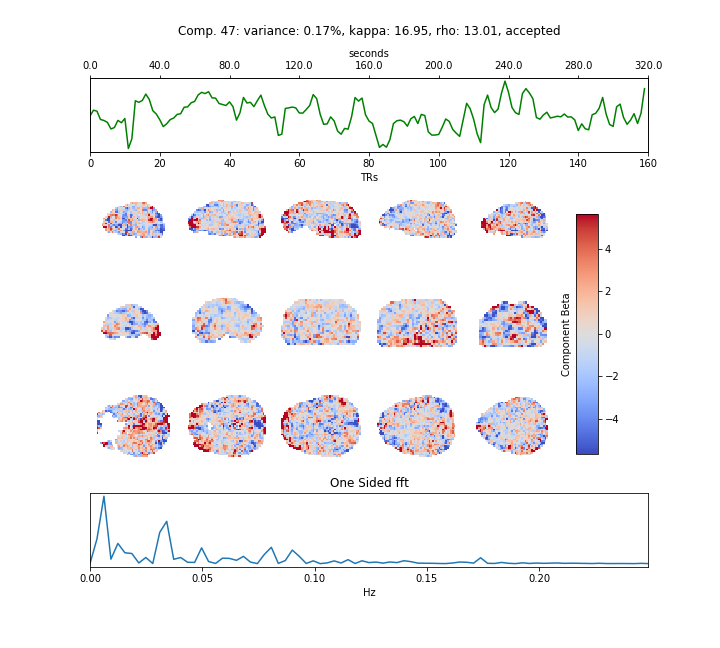 Comp. 47: variance: 0.17%, kappa: 16.95, rho: 13.01, accepted
seconds
0.0 40.0 80.0 120.0 160.0 200.0 240.0 280.0 320.0
0 20 40 60 80 100 120 140 160
TRs
4
2
0
−2
−4
Component Beta
One Sided fft
0.00 0.05 0.10 0.15 0.20
Hz